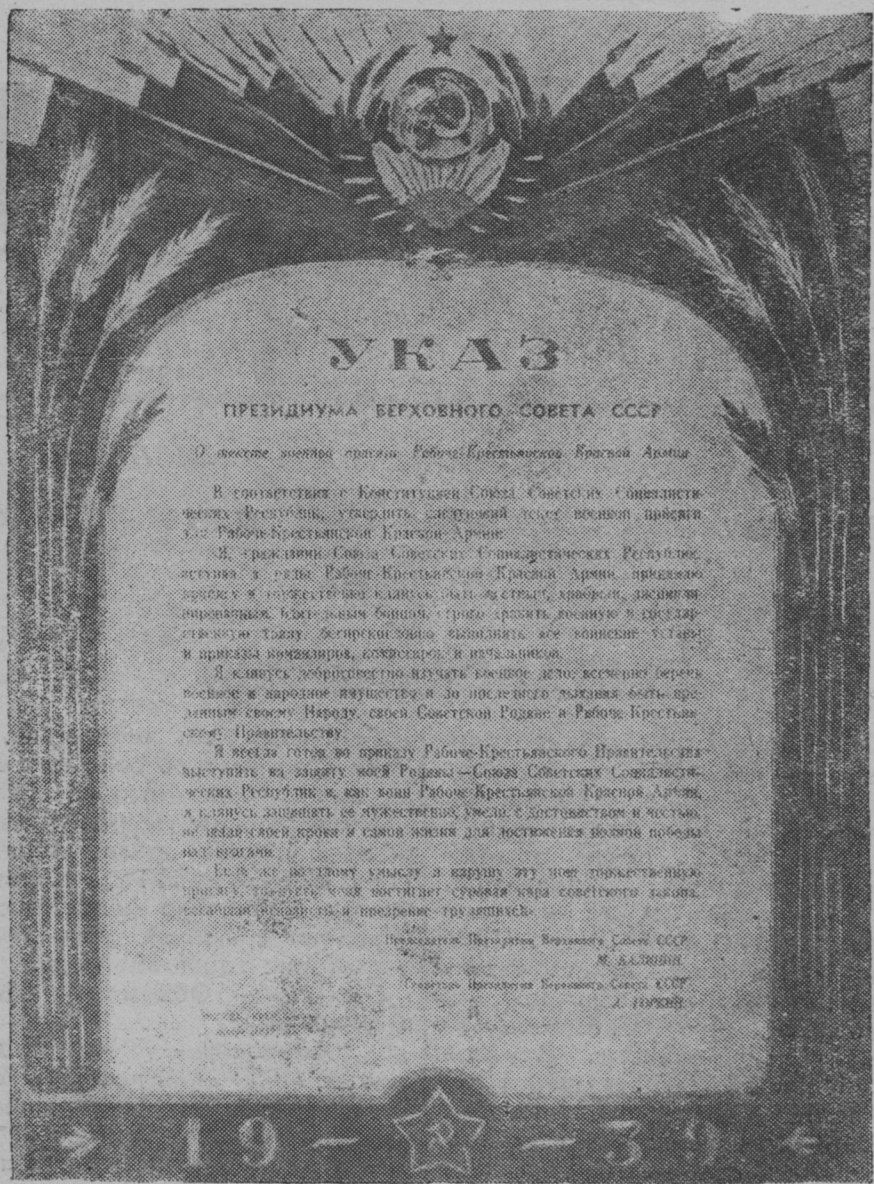 УКАЗ
ПРЕЗИДИУМА ВЕРХОВНОГО СОВЕТА СССР
О тексте военной присяги Рабоче-Крестьянской Красной Армии
В соответствии с Конституцией Союза Советских Социалисти-
ческих Республик, утвердить следующий текст военной присяги
для Рабоче-Крестьянской Красной Армии:
Я, гражданин Союза Советских Социалистических Республик,
вступая в ряды Рабоче-Крестьянской Красной Армии, принимаю
присягу и торжественно клянусь быть честным, храбрым, дисципли-
нированным, бдительным бойцом, строго хранить военную и государ-
ственную тайну, беспрекословно выполнять все воинские уставы
и приказы командиров, комиссаров и начальников.
Я клянусь добросовестно изучать военное дело, всемерно беречь
военное и народное имущество и до последнего дыхания быть пре-
данным своему Народу, своей Советской Родине и Рабоче-Крестьян-
скому Правительству.
Я всегда готов по приказу Рабоче-Крестьянского Правительства
выступить на защиту моей Родины — Союза Советских Социалисти-
ческих Республик и, как воин Рабоче-Крестьянской Красной Армии,
я клянусь защищать ее мужественно, умело, с достоинством и честью,
не щадя своей крови и самой жизни для достижения полной победы
над врагами.
Если же по злому умыслу я нарушу эту мою торжественную
присягу, то пусть меня постигнет суровая кара советского закона,
всеобщая ненависть и презрение трудящихся.
Председатель Президиума Верховного Совета СССР
М. КАЛИНИН.
Секретарь Президиума Верховного Совета СССР
А. ГОРКИН.
19 — — 39